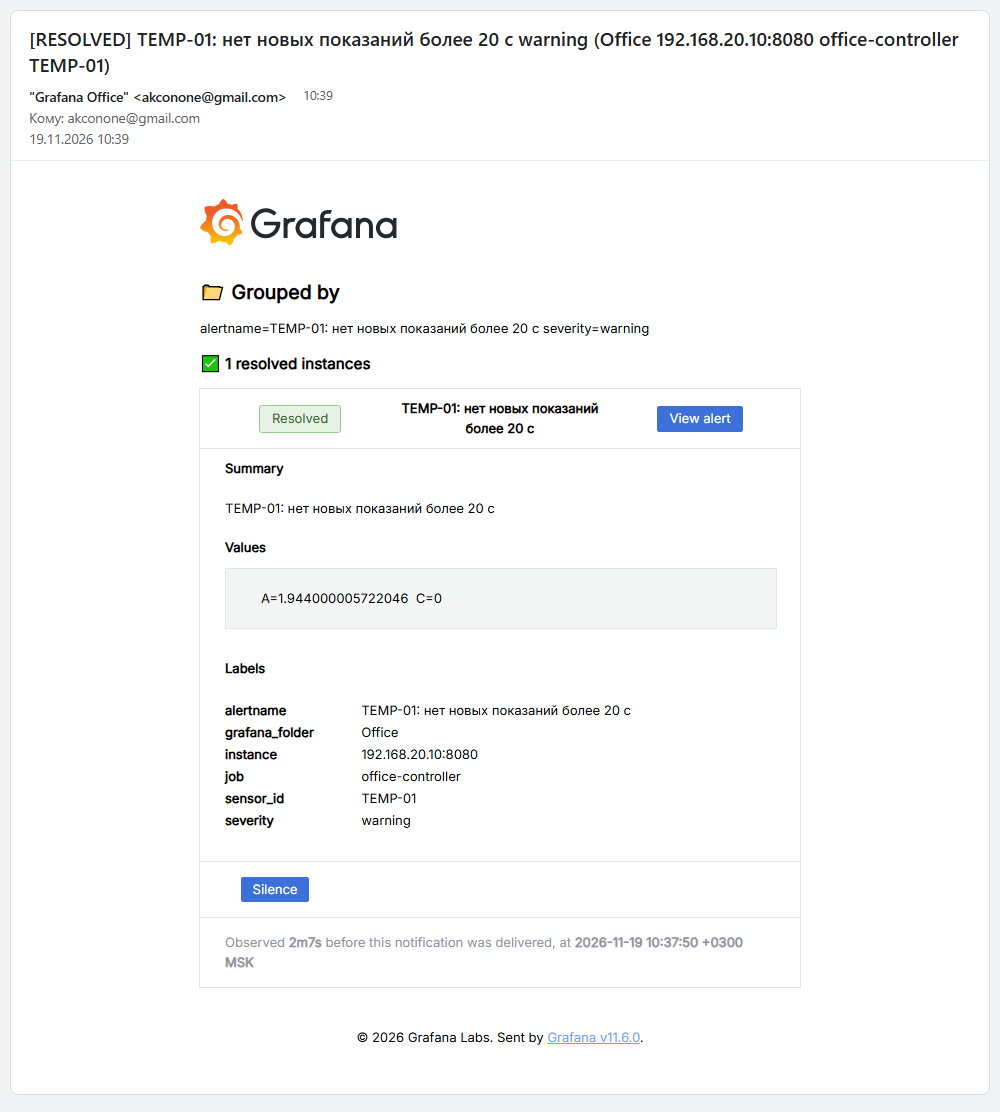 [RESOLVED] TEMP-01: нет новых показаний более 20 с warning (Office 192.168.20.10:8080 office-controller
TEMP-01)
"Grafana Office" <akconone@gmail.com> 10:39
Кому: akconone@gmail.com
19.11.2026 10:39
Grafana
Grouped by
alertname=TEMP-01: нет новых показаний более 20 с severity=warning
1 resolved instances
Resolved
TEMP-01: нет новых показаний
более 20 с
View alert
Summary
TEMP-01: нет новых показаний более 20 с
Values
A=1.944000005722046 C=0
Labels
alertname TEMP-01: нет новых показаний более 20 с
grafana_folder Office
instance 192.168.20.10:8080
job office-controller
sensor_id TEMP-01
severity warning
Silence
Observed 2m7s before this notification was delivered, at 2026-11-19 10:37:50 +0300
MSK
© 2026 Grafana Labs. Sent by Grafana v11.6.0.